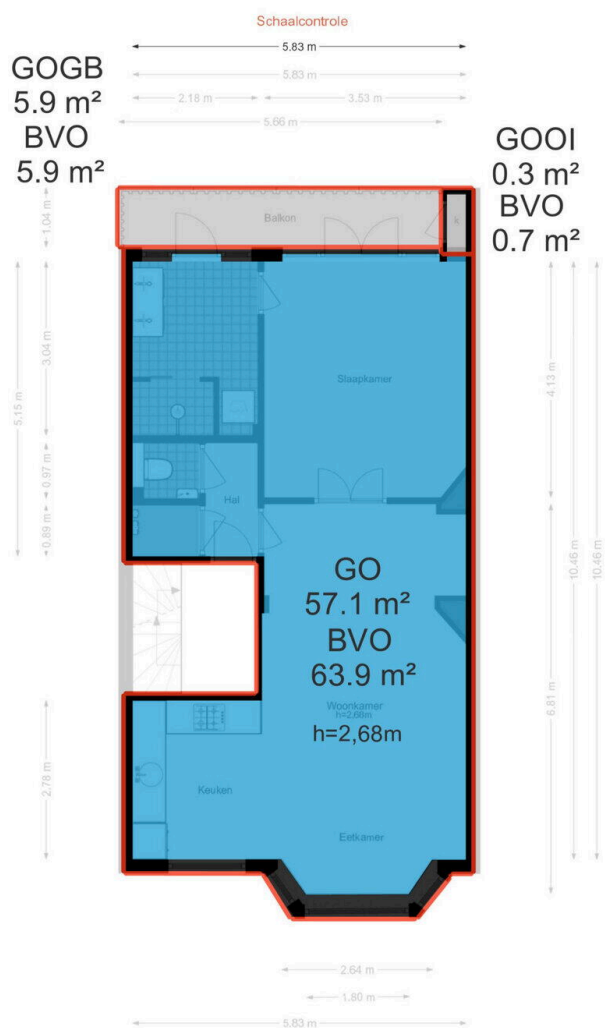 Schaalcontrole
5.83 m
5.83 m
2.18 m
3.53 m
5.66 m
GOGB
5.9 m²
BVO
5.9 m²
GOOI
0.3 m²
BVO
0.7 m²
1.04 m
Balkon
K
5.15 m
3.04 m
0.97 m
0.89 m
2.78 m
Slaapkamer
Hal
GO
57.1 m²
BVO
63.9 m²
Woonkamer
h=2,68m
h=2,68m
Keuken
Eetkamer
4.13 m
6.81 m
10.46 m
10.46 m
2.64 m
1.80 m
5.83 m